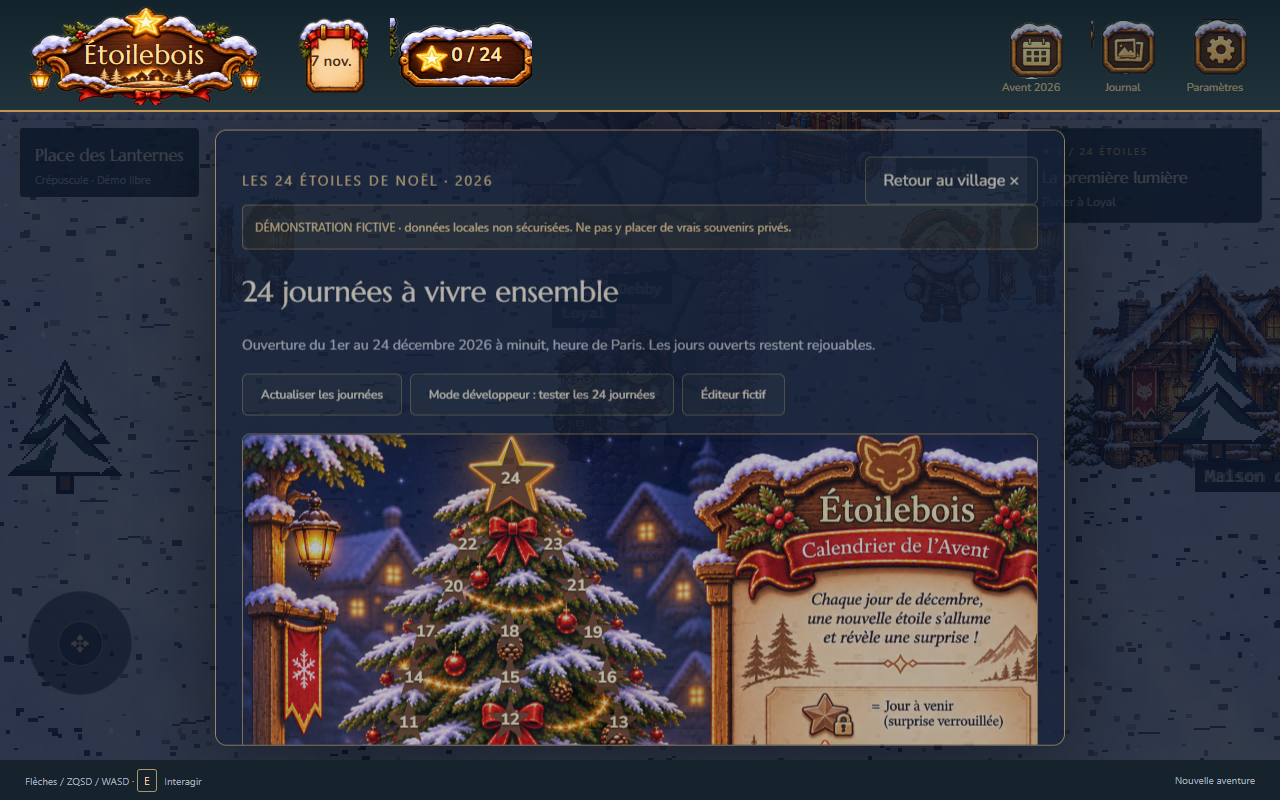 Étoilebois
7 nov.
0 / 24
Avent 2026
Journal
Paramètres
Place des Lanternes
Crépuscule · Démo libre
/ 24 ÉTOILES
La première lumière
Parler à Loyal
LES 24 ÉTOILES DE NOËL · 2026
Retour au village ×
DÉMONSTRATION FICTIVE · données locales non sécurisées. Ne pas y placer de vrais souvenirs privés.
24 journées à vivre ensemble
Loyal
Ouverture du 1er au 24 décembre 2026 à minuit, heure de Paris. Les jours ouverts restent rejouables.
Actualiser les journées
Mode développeur : tester les 24 journées
Éditeur fictif
24
22
23
20
21
17
18
19
14
15
16
11
12
13
Étoilebois
Calendrier de l'Avent
Chaque jour de décembre,
une nouvelle étoile s'allume
et révèle une surprise !
= Jour à venir
(surprise verrouillée)
Maison
Flèches / ZQSD / WASD · E Interagir
Nouvelle aventure